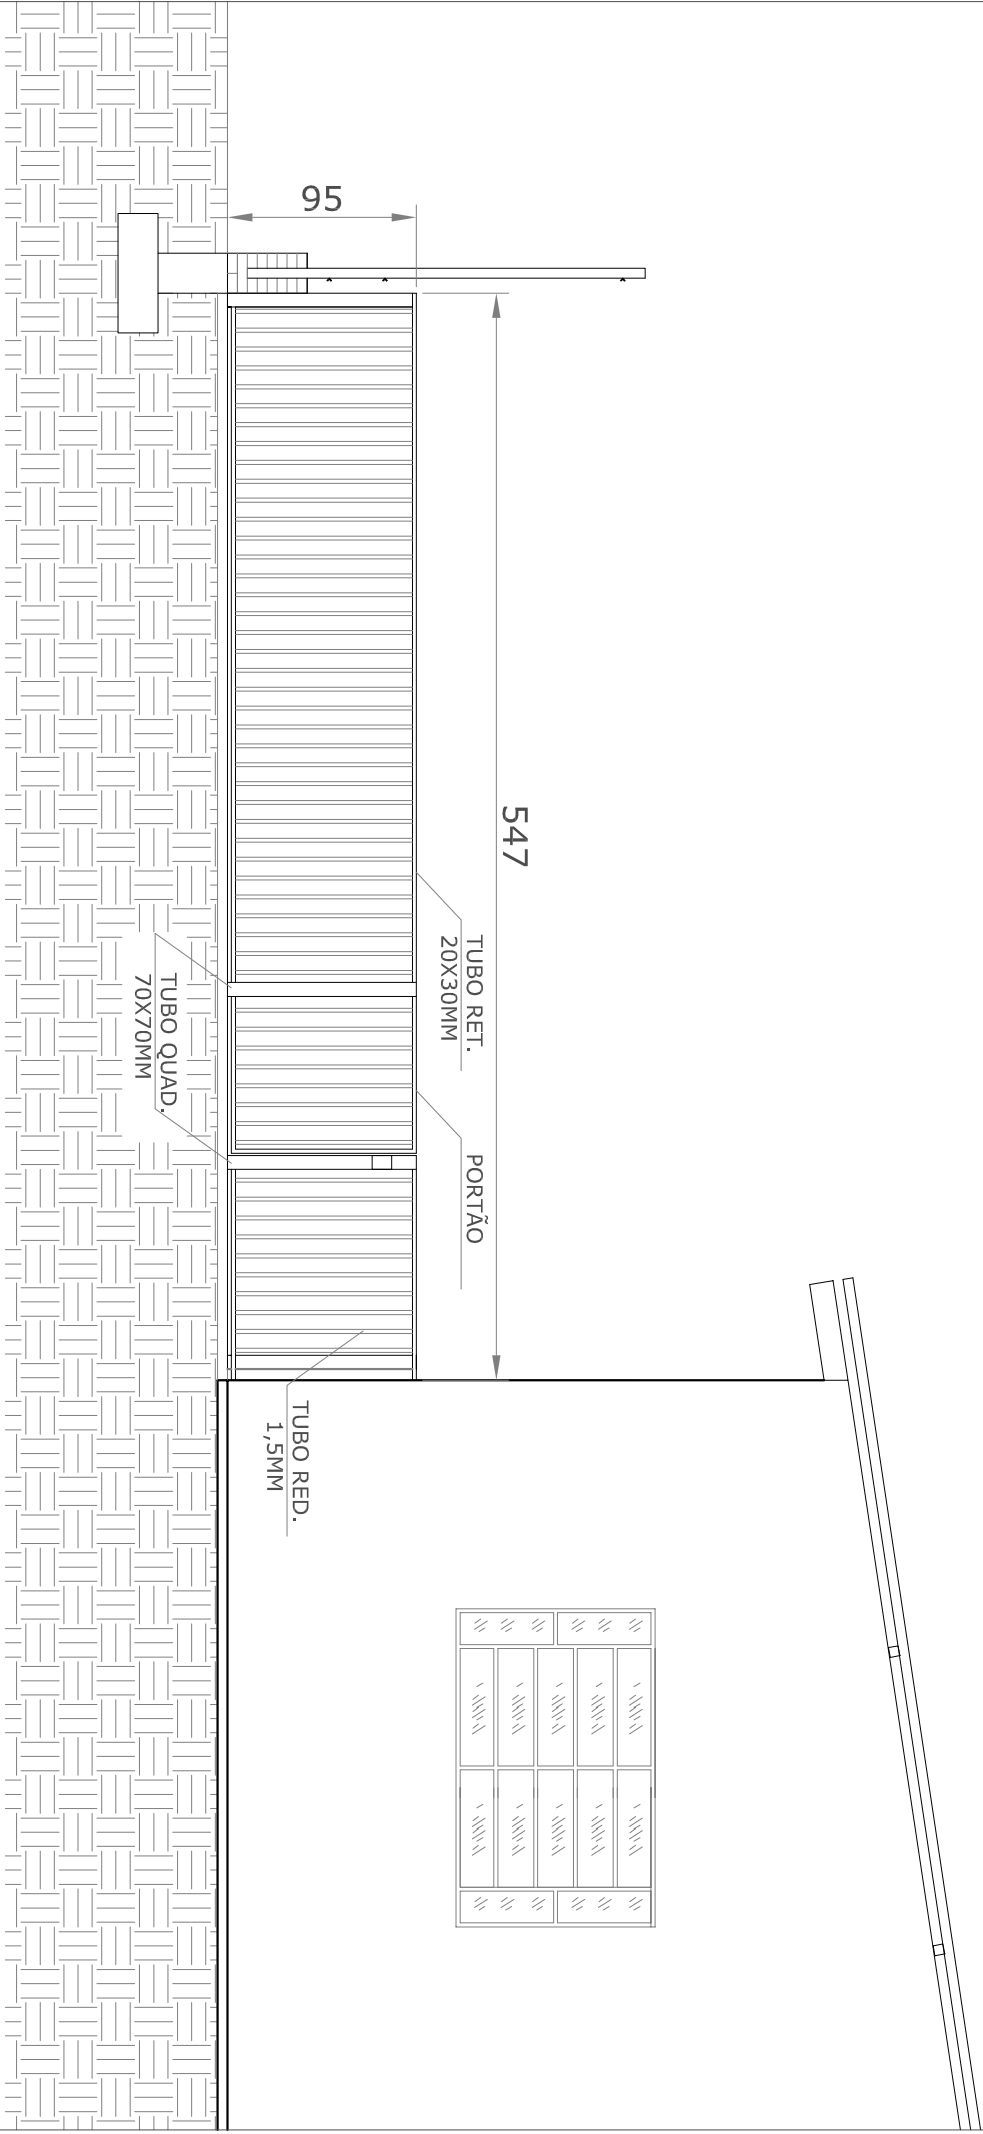 95
547
TUBO RET.
20X30MM
PORTÃO
TUBO QUAD.
70X70MM
TUBO RED.
1,5MM